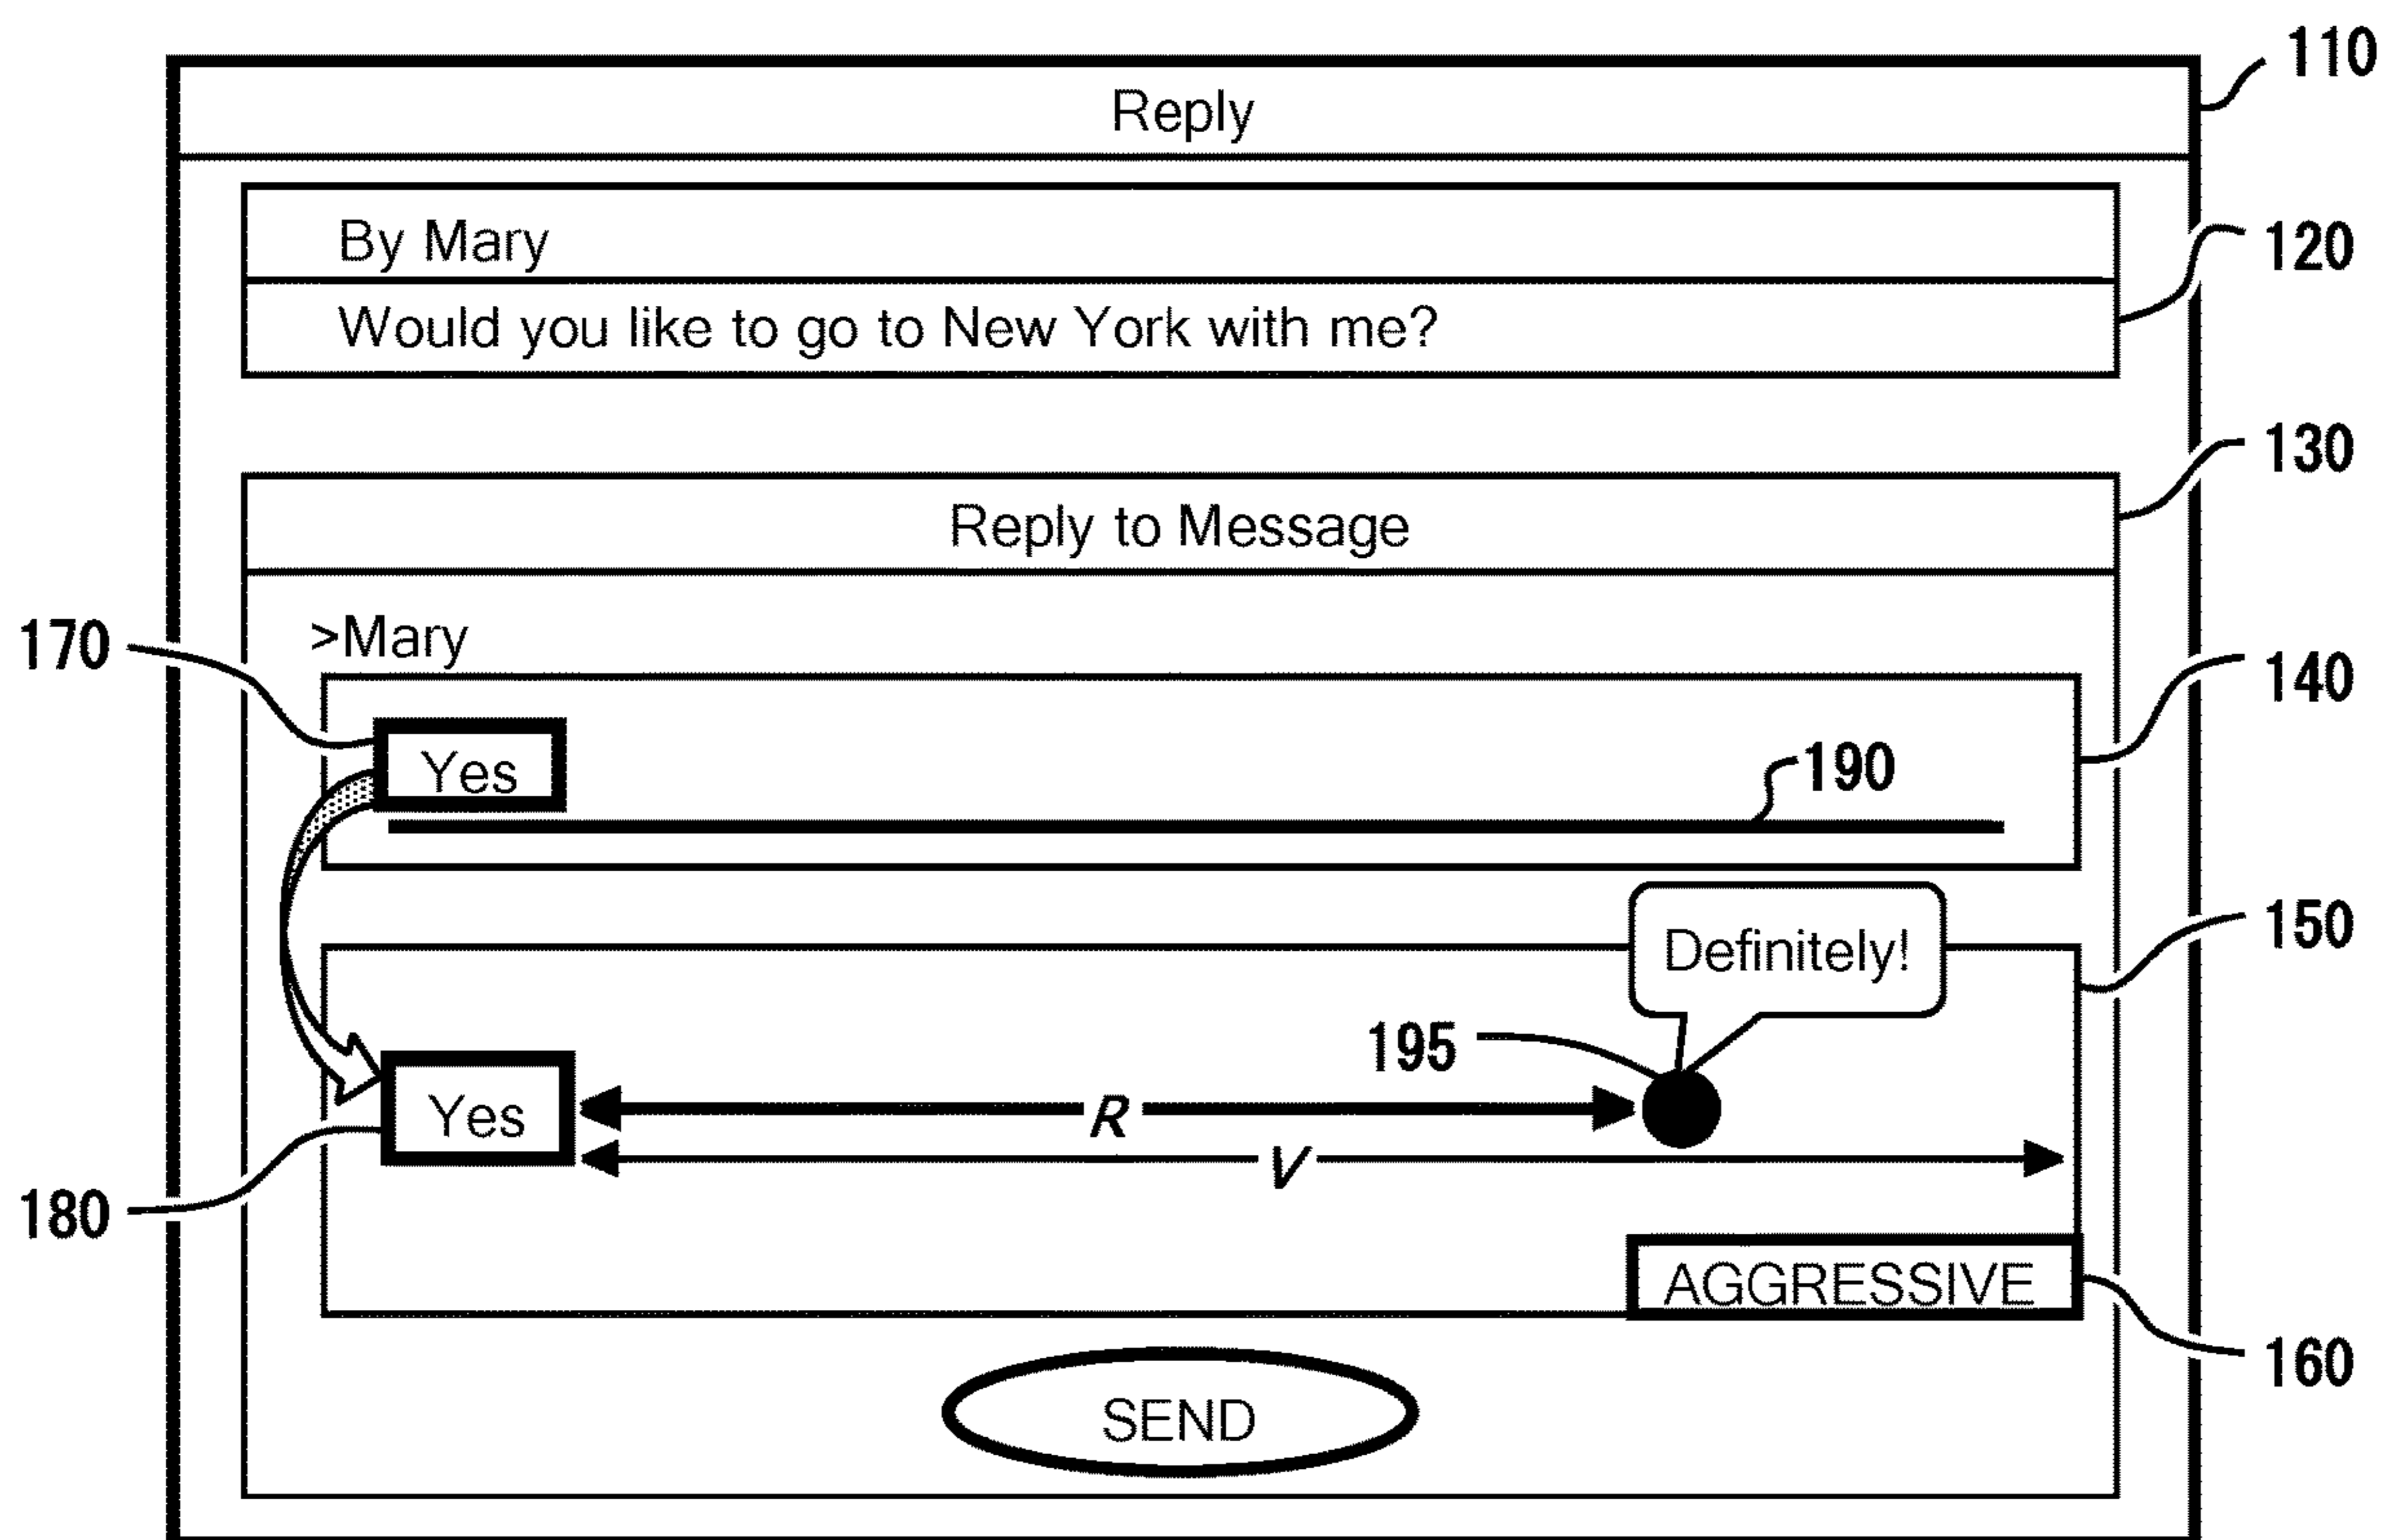 110
Reply
By Mary
120
Would you like to go to New York with me?
130
Reply to Message
170
>Mary
140
Yes
190
150
Definitely!
195
Yes
R
V
180
AGGRESSIVE
160
SEND